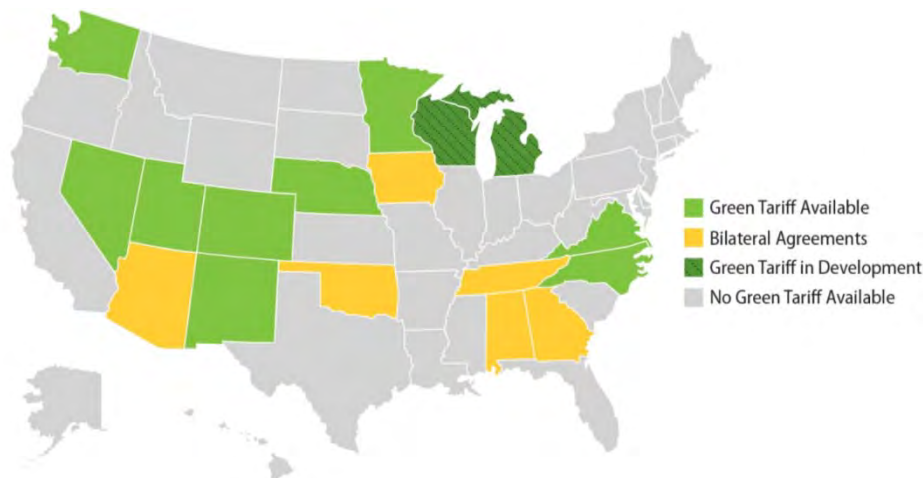 Green Tariff Available
Bilateral Agreements
Green Tariff in Development
No Green Tariff Available